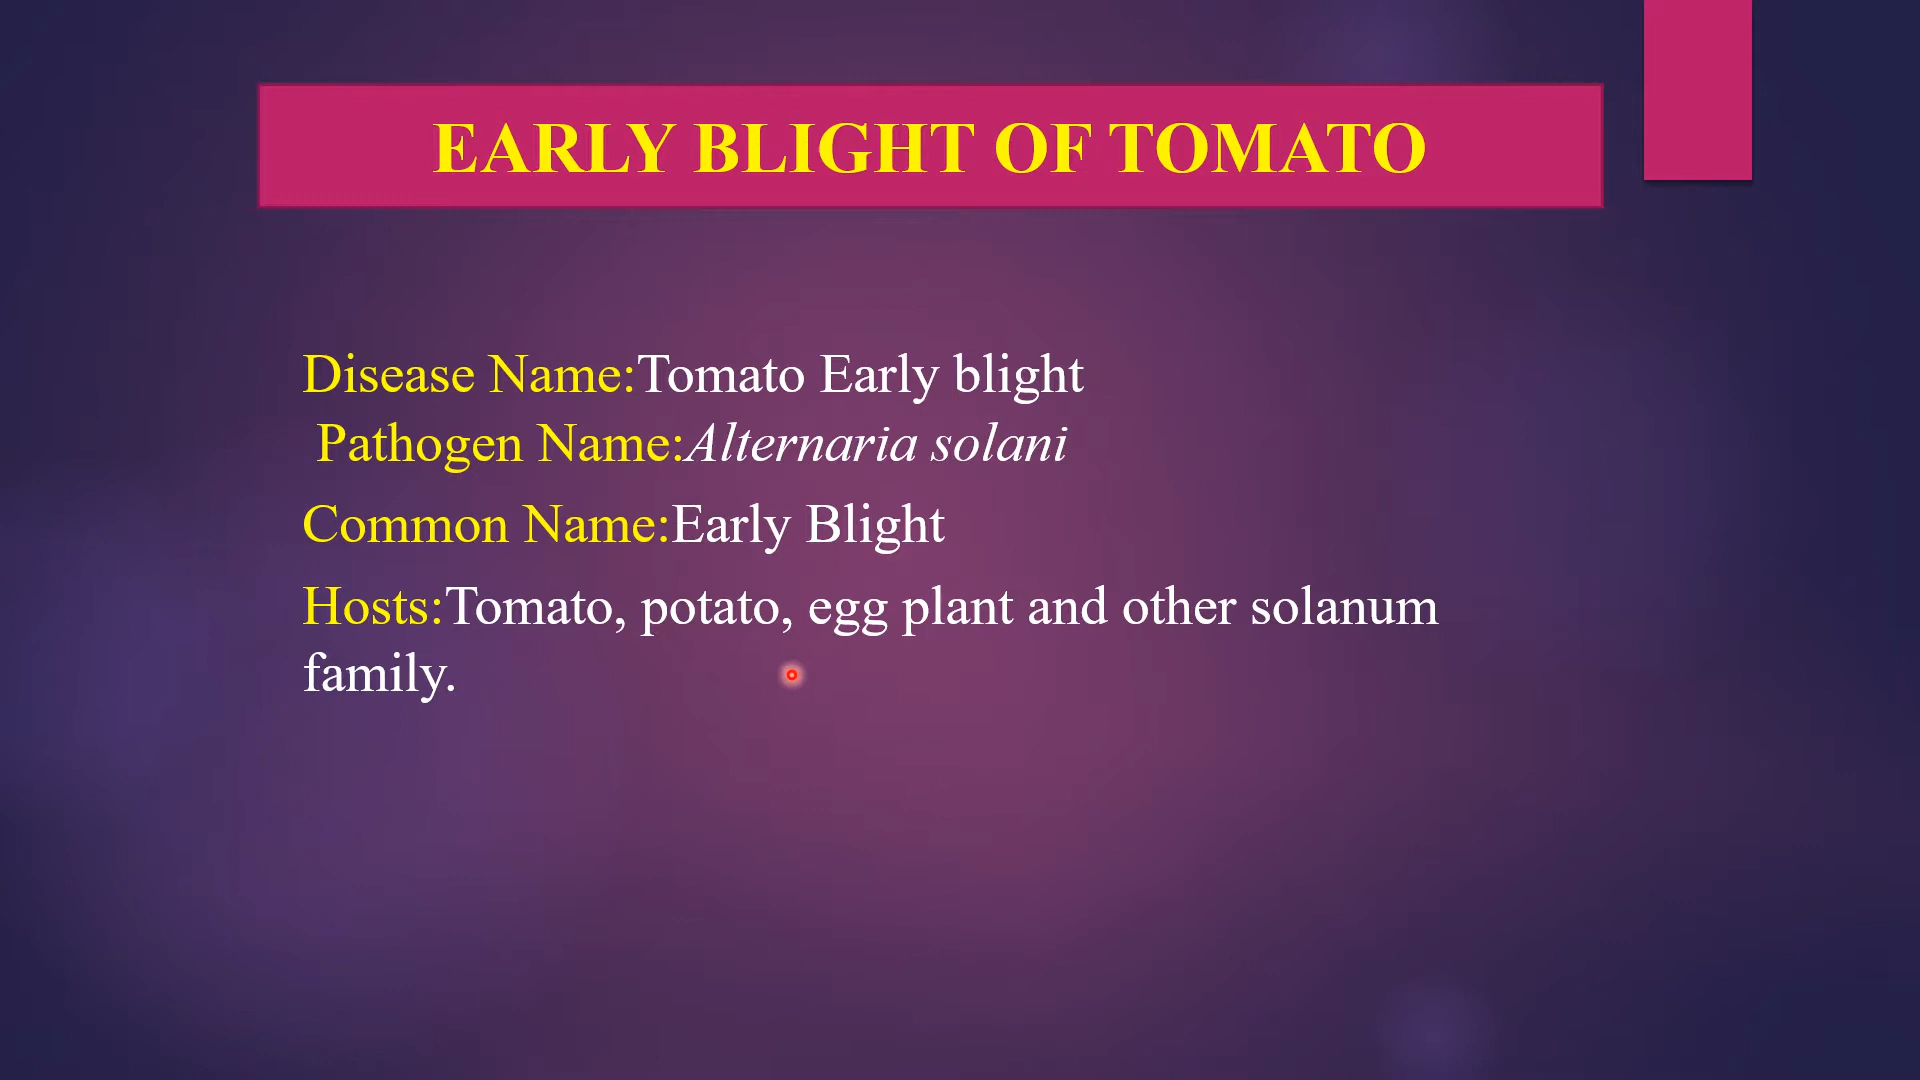 EARLY BLIGHT OF TOMATO
Disease Name:Tomato Early blight
Pathogen Name:Alternaria solani
Common Name:Early Blight
Hosts:Tomato, potato, egg plant and other solanum
family.